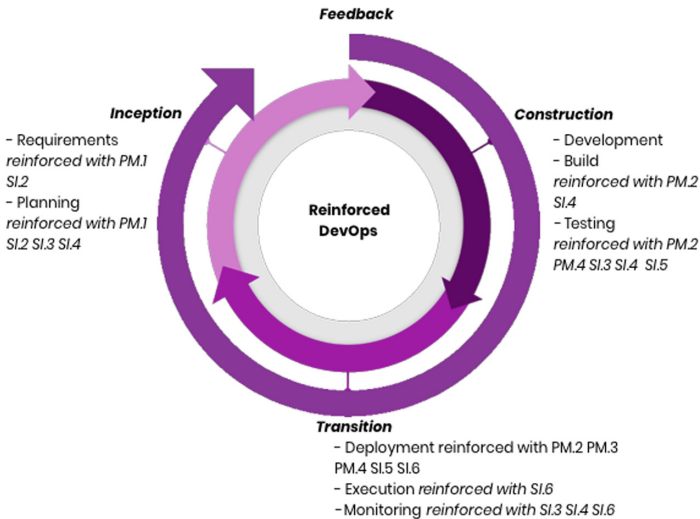 Feedback
Inception
- Requirements
reinforced with PM.1
SI.2
- Planning
reinforced with PM.1
SI.2 SI.3 SI.4
Construction
- Development
- Build
reinforced with PM.2
SI.4
- Testing
reinforced with PM.2
PM.4 SI.3 SI.4 SI.5
Reinforced
DevOps
Transition
- Deployment reinforced with PM.2 PM.3
PM.4 SI.5 SI.6
- Execution reinforced with SI.6
- Monitoring reinforced with SI.3 SI.4 SI.6